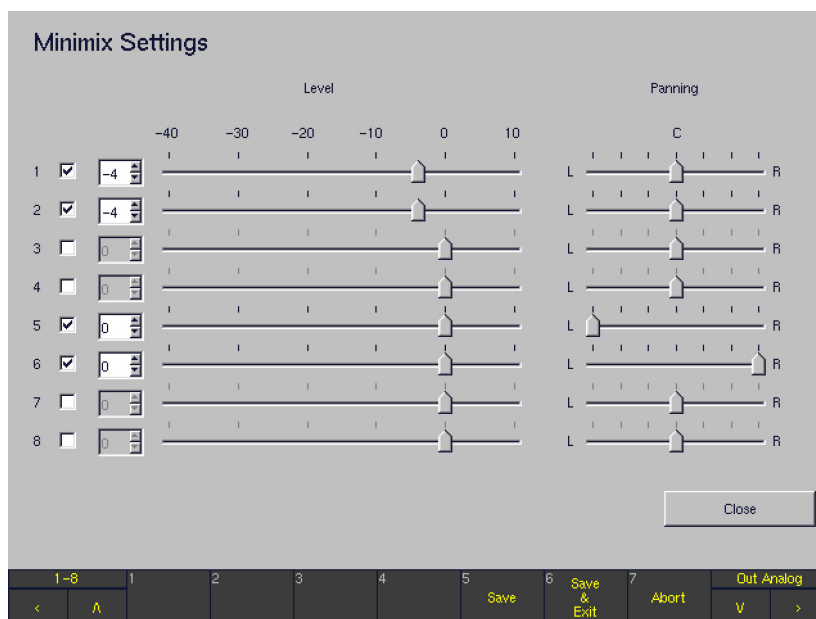 Minimix Settings
Level Panning
-40 -30 -20 -10 0 10 C
1 -4 L R
2 -4 L R
3 0 L R
4 0 L R
5 0 L R
6 0 L R
7 0 L R
8 0 L R
Close
1-8 1 2 3 4 5 Save 6 Save & Exit 7 Abort Out Analog
< Λ V >